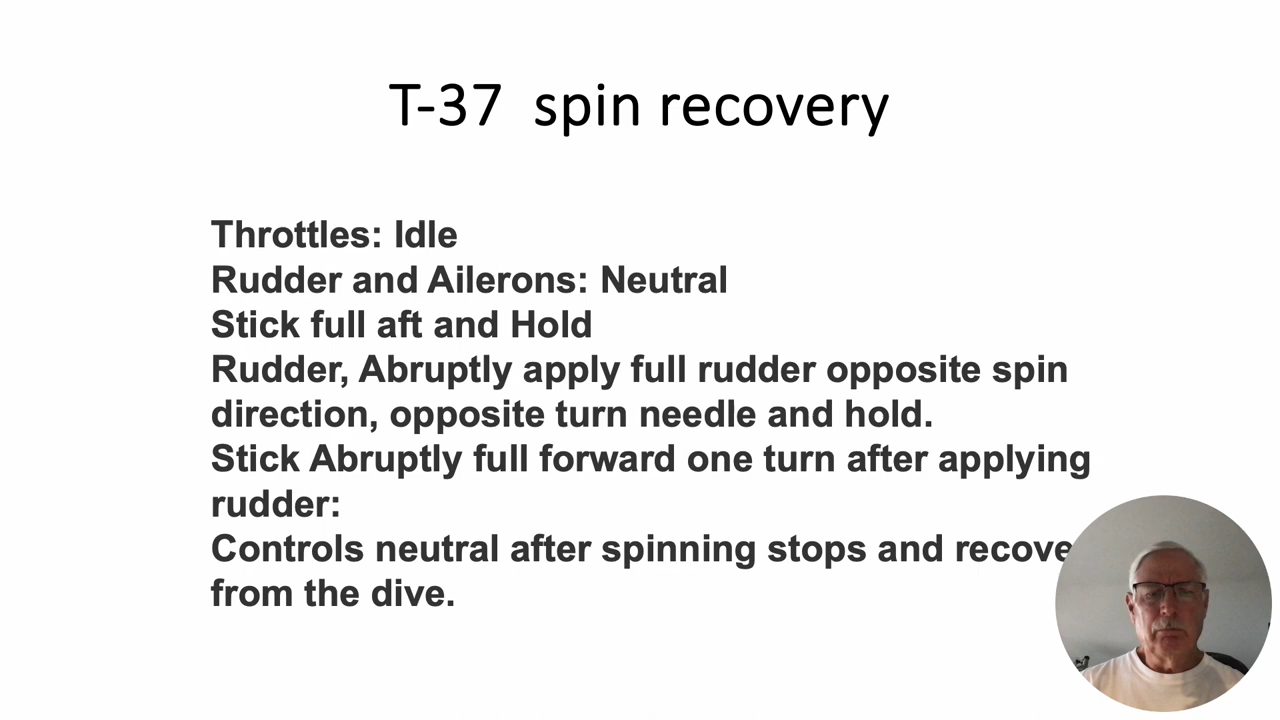 T-37 spin recovery
Throttles: Idle
Rudder and Ailerons: Neutral
Stick full aft and Hold
Rudder, Abruptly apply full rudder opposite spin
direction, opposite turn needle and hold.
Stick Abruptly full forward one turn after applying
rudder:
Controls neutral after spinning stops and
from the dive.